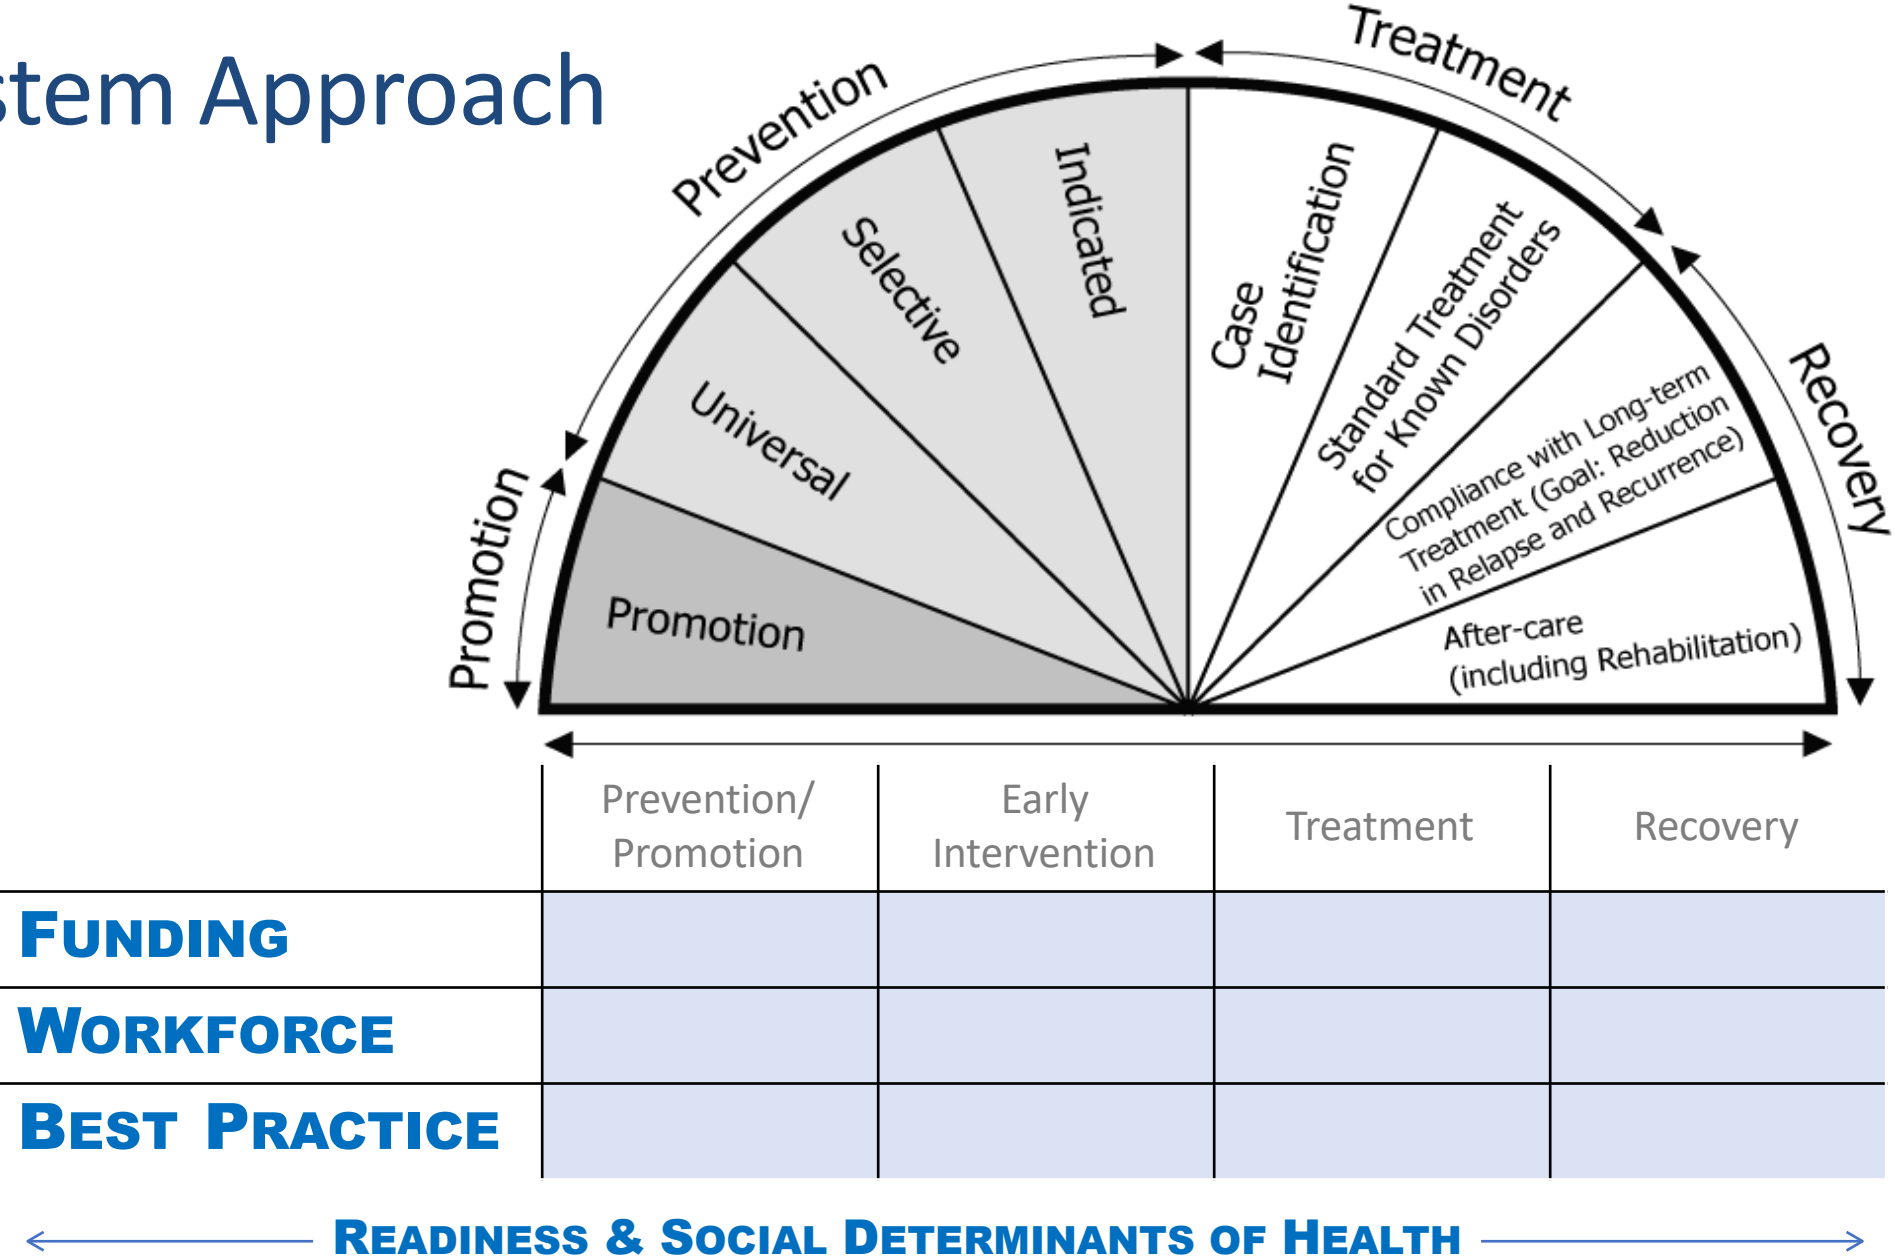 stem Approach
Promotion
Prevention
Treatment
Recovery
Promotion
Universal
Selective
Indicated
Case
Identification
Standard Treatment
for Known Disorders
Compliance with Long-term
Treatment (Goal: Reduction
in Relapse and Recurrence)
After-care
(including Rehabilitation)
Prevention/
Promotion
Early
Intervention
Treatment
Recovery
FUNDING
WORKFORCE
BEST PRACTICE
READINESS & SOCIAL DETERMINANTS OF HEALTH